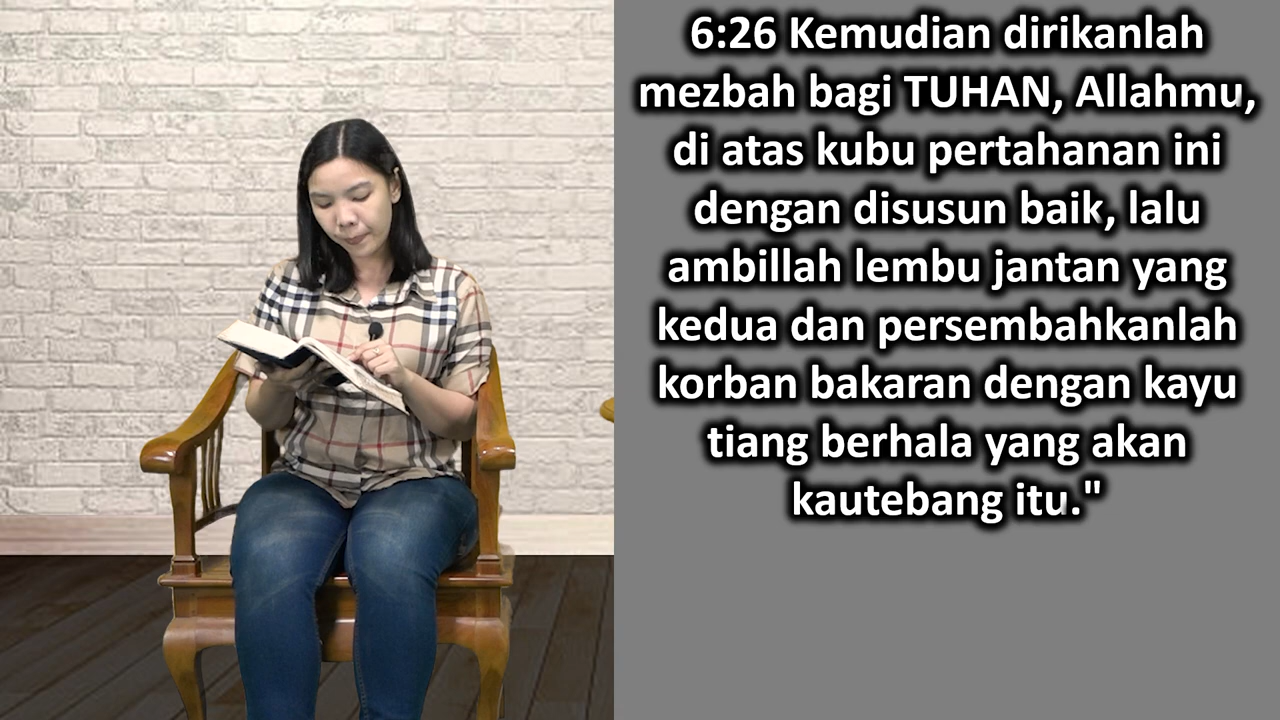 6:26 Kemudian dirikanlah
mezbah bagi TUHAN, Allahmu,
di atas kubu pertahanan ini
dengan disusun baik, lalu
ambillah lembu jantan yang
kedua dan persembahkanlah
korban bakaran dengan kayu
tiang berhala yang akan
kautebang itu."